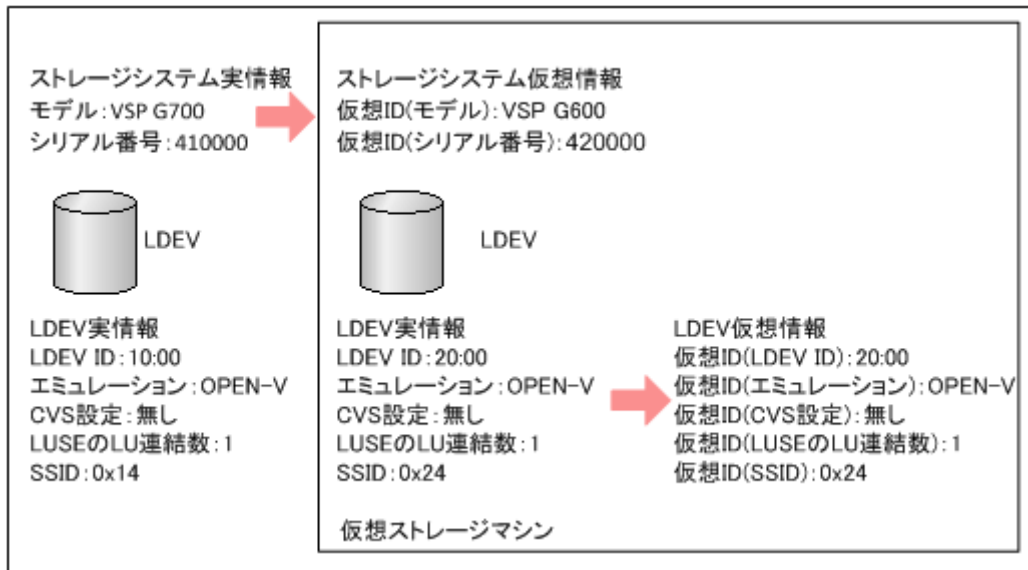 ストレージシステム実情報
モデル:VSP G700
シリアル番号:410000
LDEV
LDEV実情報
LDEV ID:10:00
エミュレーション:OPEN-V
CVS設定:無し
LUSEのLU連結数:1
SSID:0x14
ストレージシステム仮想情報
仮想ID(モデル):VSP G600
仮想ID(シリアル番号):420000
LDEV
LDEV実情報
LDEV ID:20:00
エミュレーション:OPEN-V
CVS設定:無し
LUSEのLU連結数:1
SSID:0x24
LDEV仮想情報
仮想ID(LDEV ID):20:00
仮想ID(エミュレーション):OPEN-V
仮想ID(CVS設定):無し
仮想ID(LUSEのLU連結数):1
仮想ID(SSID):0x24
仮想ストレージマシン